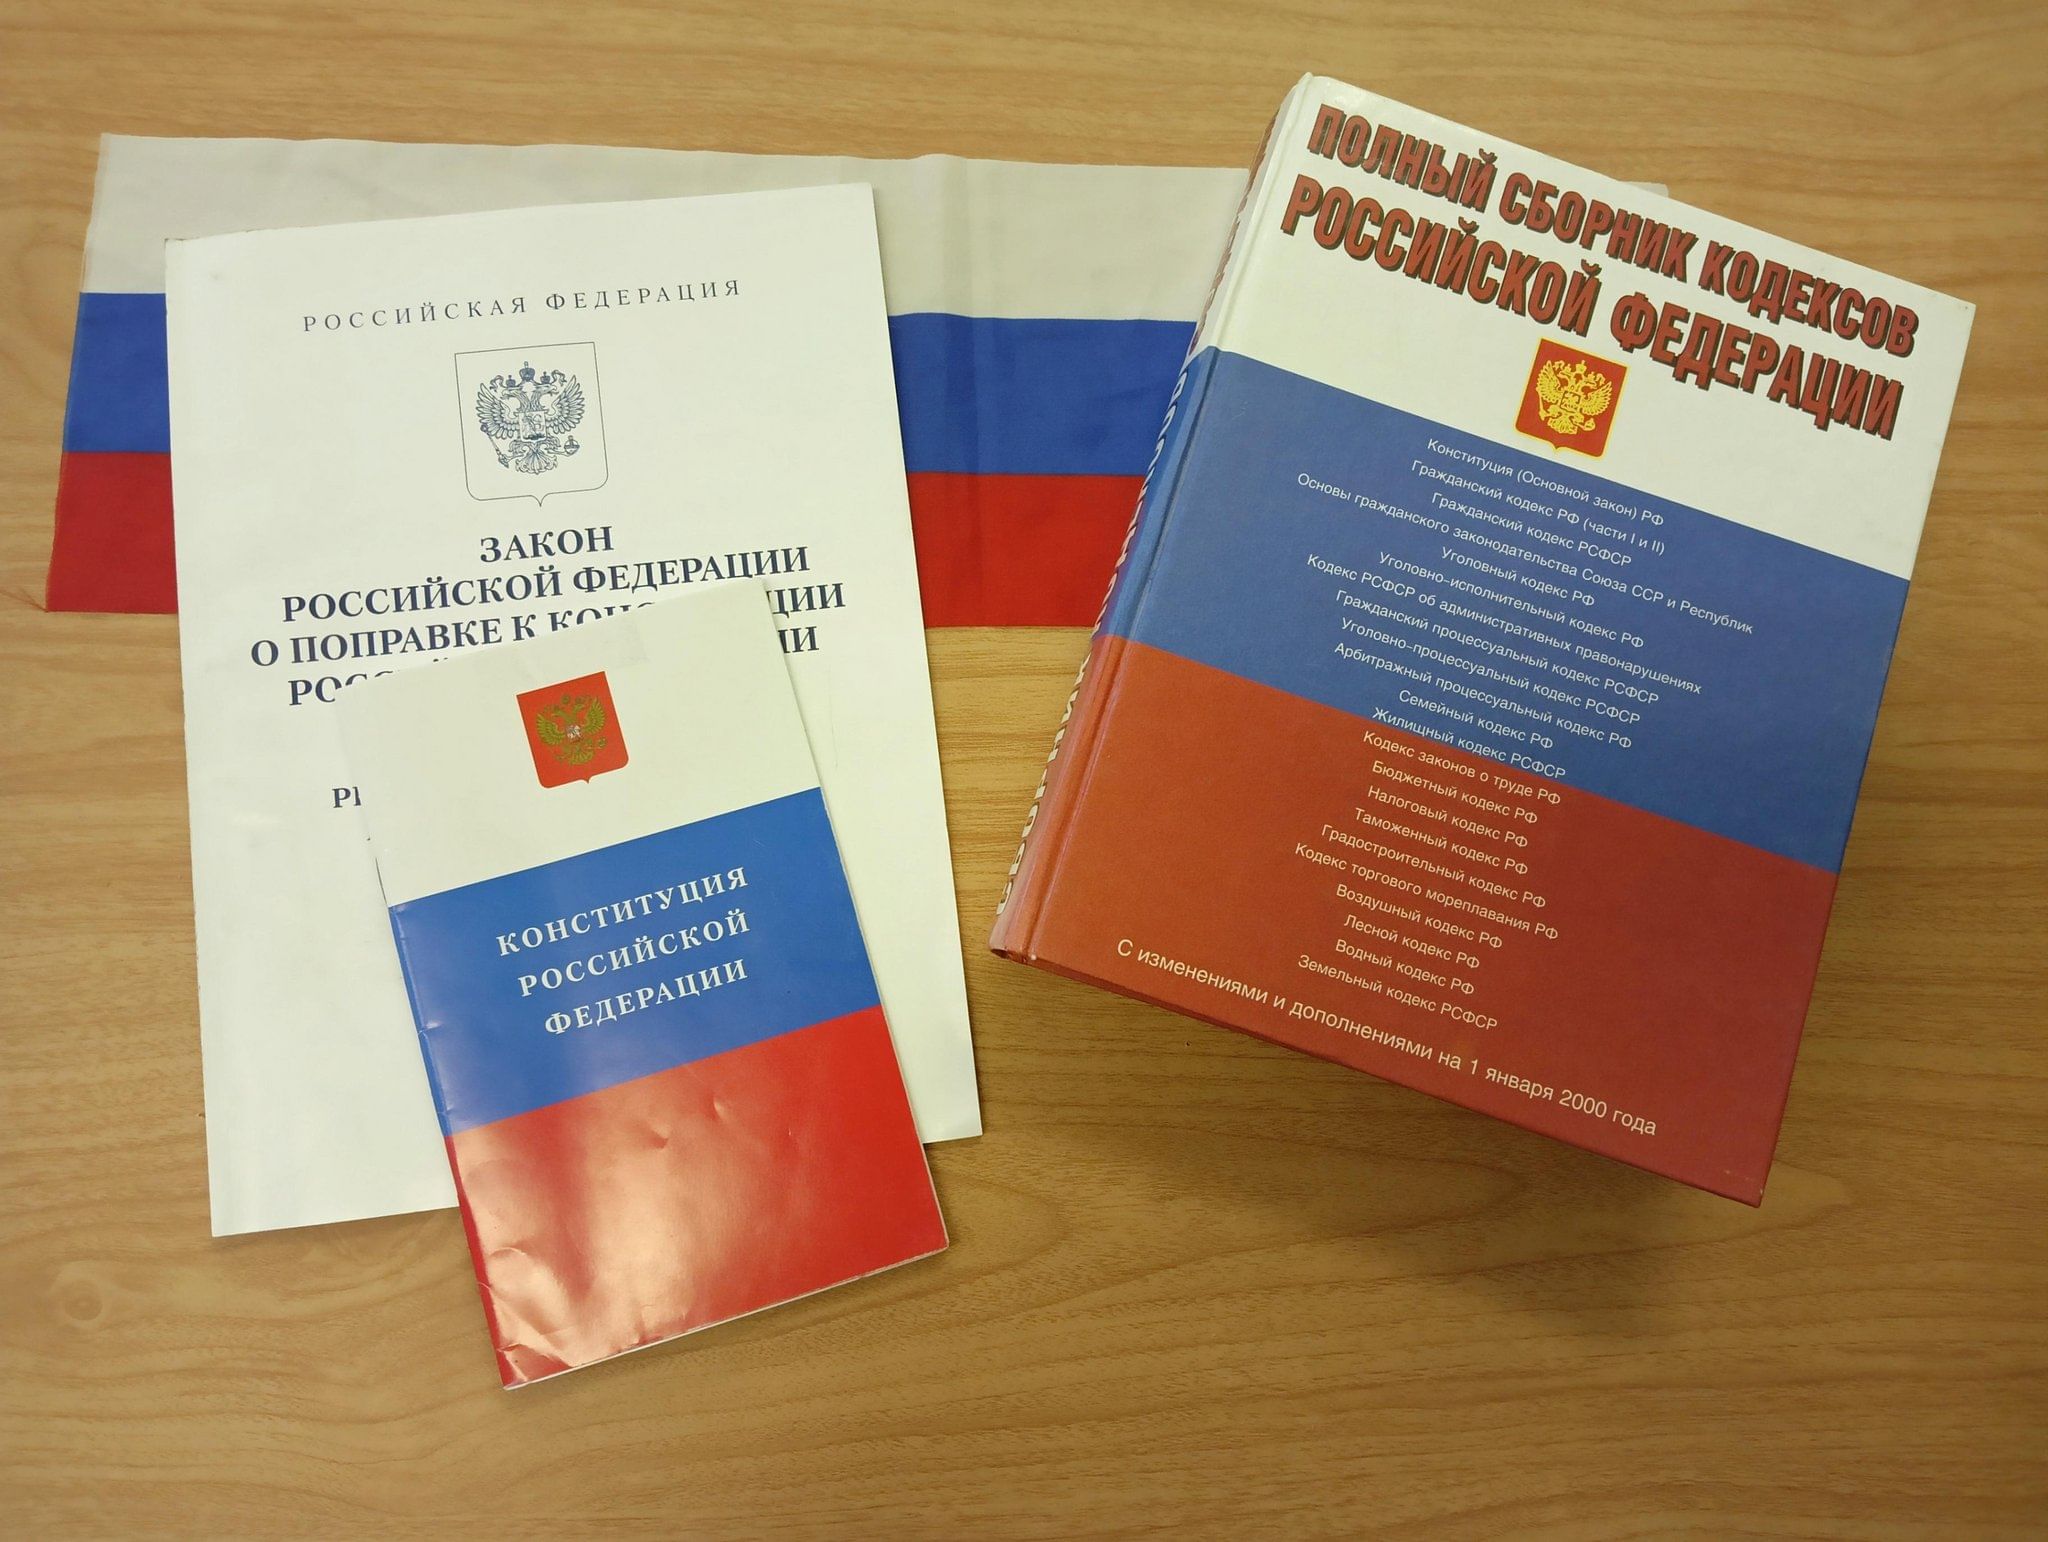 РОССИЙСКАЯ ФЕДЕРАЦИЯ
ЗАКОН
РОССИЙСКОЙ ФЕДЕРАЦИИ
О ПОПРАВКЕ К
КОНСТИТУЦИЯ
РОССИЙСКОЙ
ФЕДЕРАЦИИ
ПОЛНЫЙ СБОРНИК КОДЕКСОВ
РОССИЙСКОЙ ФЕДЕРАЦИИ
Конституция (Основной закон) РФ
Гражданский кодекс РФ (части I и II)
Гражданский кодекс РСФСР
Основы гражданского законодательства Союза ССР и Республик
Уголовный кодекс РФ
Уголовно-исполнительный кодекс РФ
Кодекс РСФСР об административных правонарушениях
Гражданский процессуальный кодекс РСФСР
Уголовно-процессуальный кодекс РСФСР
Арбитражный процессуальный кодекс РФ
Семейный кодекс РФ
Жилищный кодекс РСФСР
Кодекс законов о труде РФ
Бюджетный кодекс РФ
Налоговый кодекс РФ
Таможенный кодекс РФ
Градостроительный кодекс РФ
Кодекс торгового мореплавания РФ
Воздушный кодекс РФ
Лесной кодекс РФ
Водный кодекс РФ
Земельный кодекс РСФСР
С изменениями и дополнениями на 1 января 2000 года